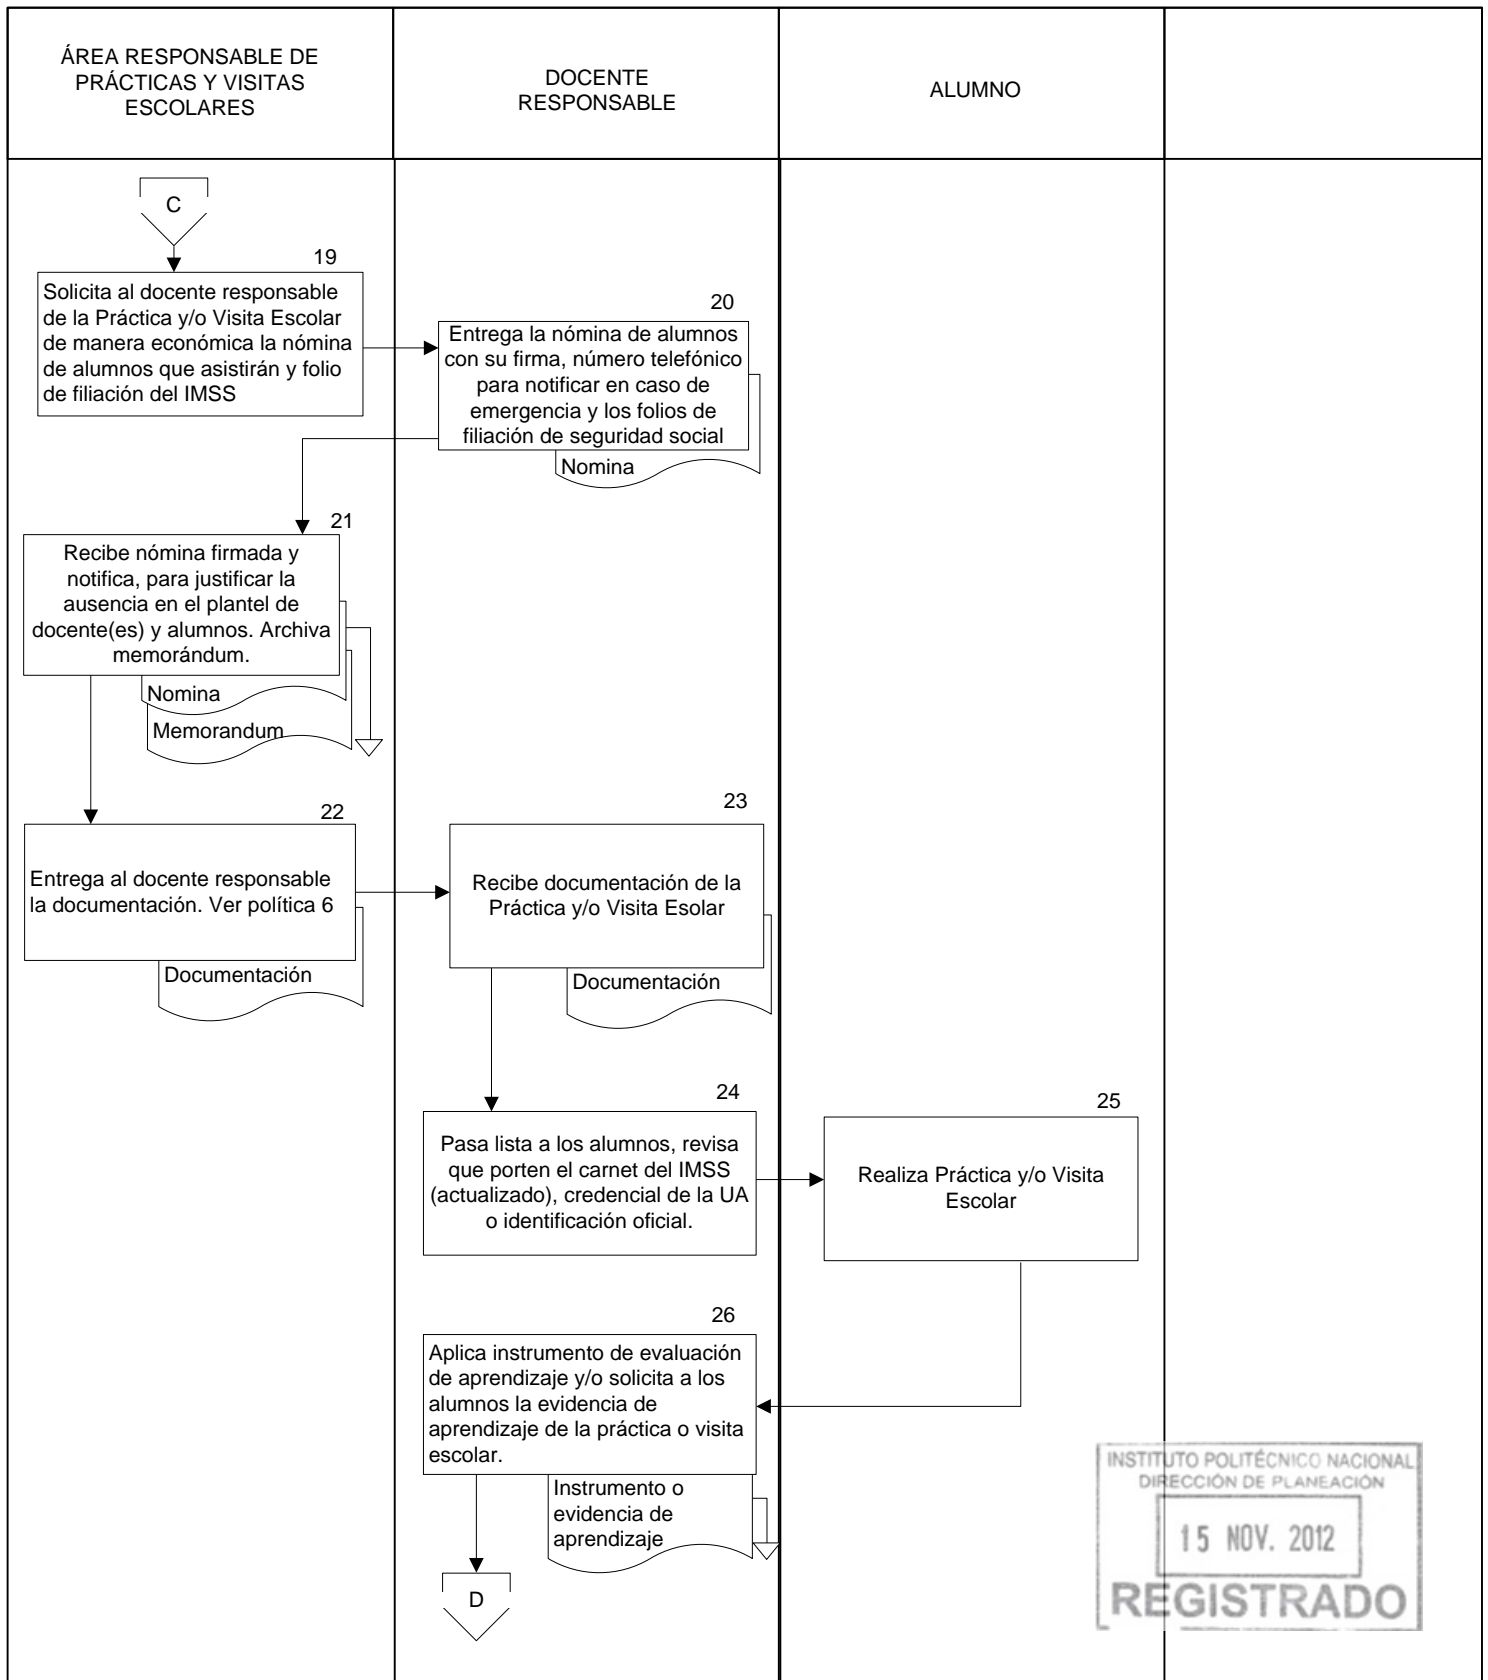 ÁREA RESPONSABLE DE
PRÁCTICAS Y VISITAS
ESCOLARES
DOCENTE
RESPONSABLE
ALUMNO
C
19
Solicita al docente responsable
de la Práctica y/o Visita Escolar
de manera económica la nómina
de alumnos que asistirán y folio
de filiación del IMSS
20
Entrega la nómina de alumnos
con su firma, número telefónico
para notificar en caso de
emergencia y los folios de
filiación de seguridad social
Nomina
21
Recibe nómina firmada y
notifica, para justificar la
ausencia en el plantel de
docente(es) y alumnos. Archiva
memorándum.
Nomina
Memorandum
22
Entrega al docente responsable
la documentación. Ver política 6
Documentación
23
Recibe documentación de la
Práctica y/o Visita Esolar
Documentación
24
Pasa lista a los alumnos, revisa
que porten el carnet del IMSS
(actualizado), credencial de la UA
o identificación oficial.
25
Realiza Práctica y/o Visita
Escolar
26
Aplica instrumento de evaluación
de aprendizaje y/o solicita a los
alumnos la evidencia de
aprendizaje de la práctica o visita
escolar.
Instrumento o
evidencia de
aprendizaje
D
INSTITUTO POLITÉCNICO NACIONAL
DIRECCIÓN DE PLANEACIÓN
15 NOV. 2012
REGISTRADO